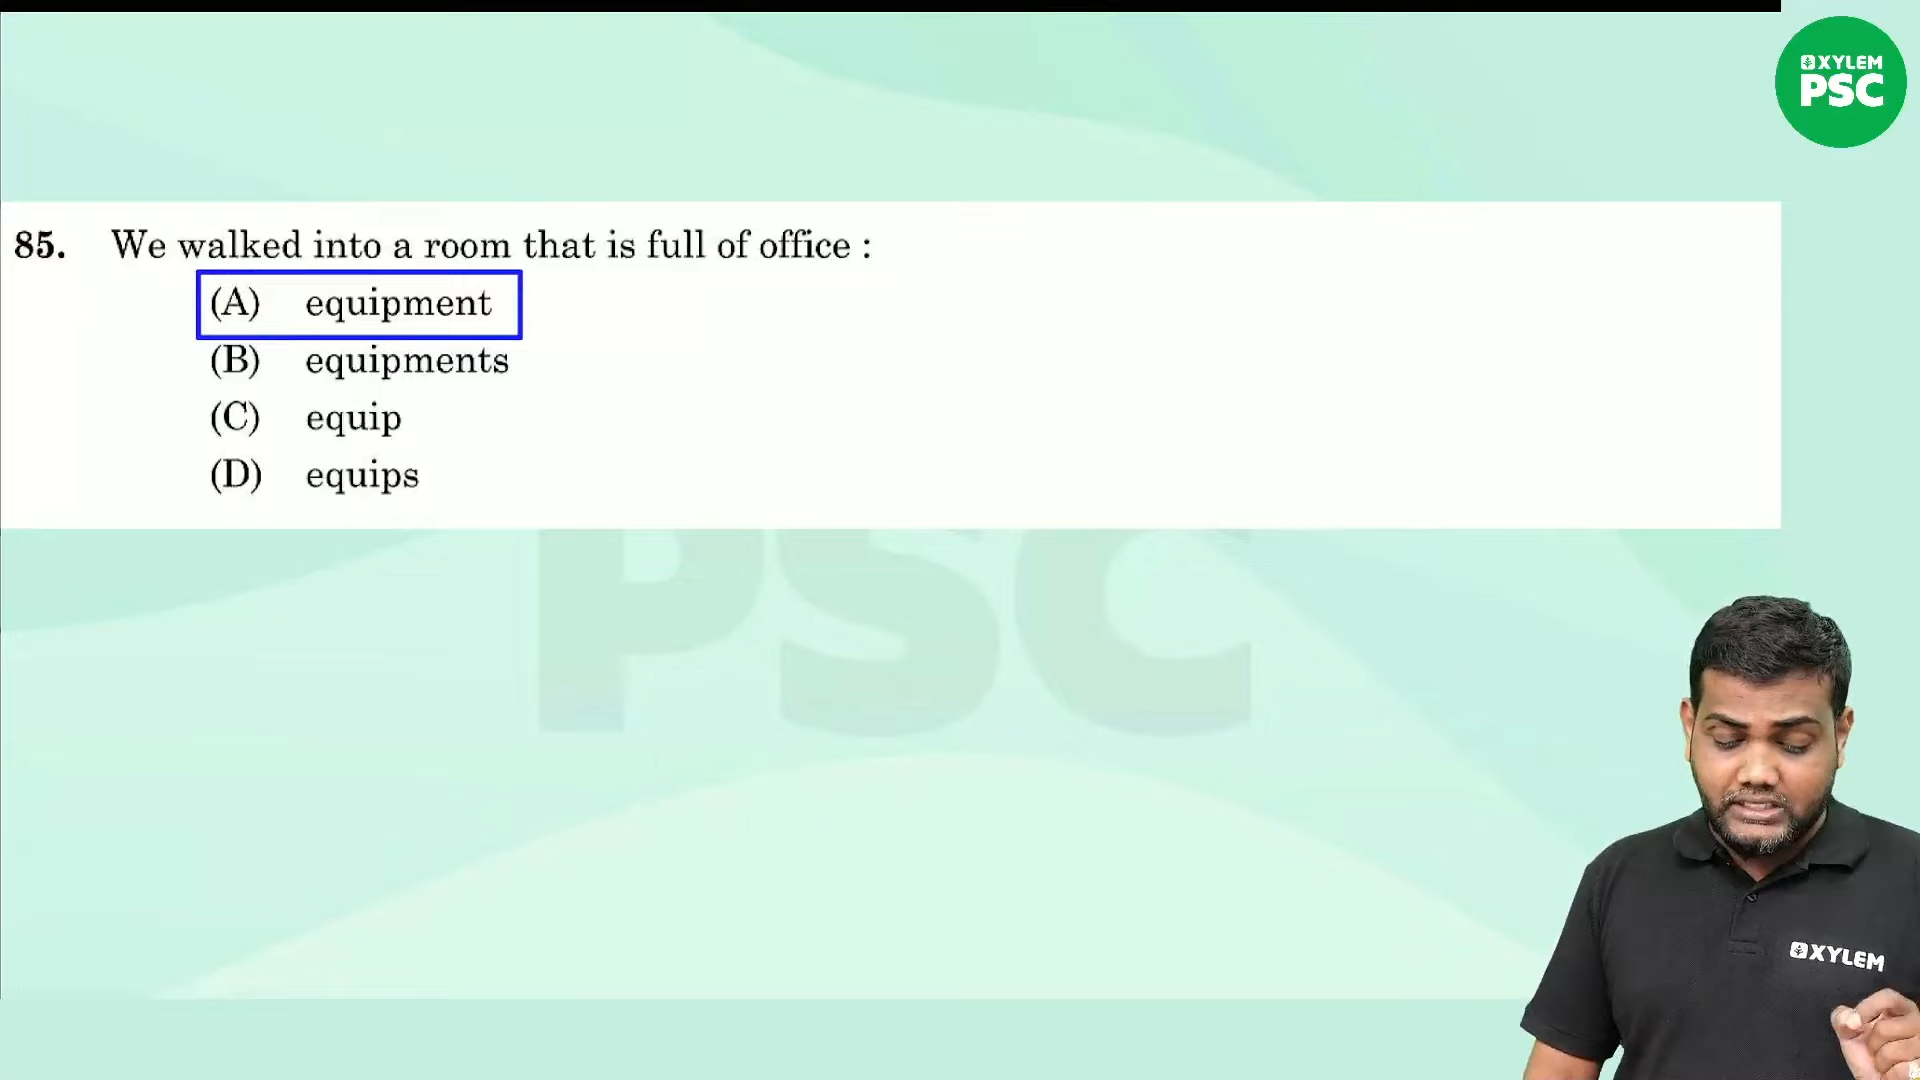 XYLEM
PSC
85. We walked into a room that is full of office :
(A) equipment
(B) equipments
(C) equip
(D) equips
PSC
XYLEM